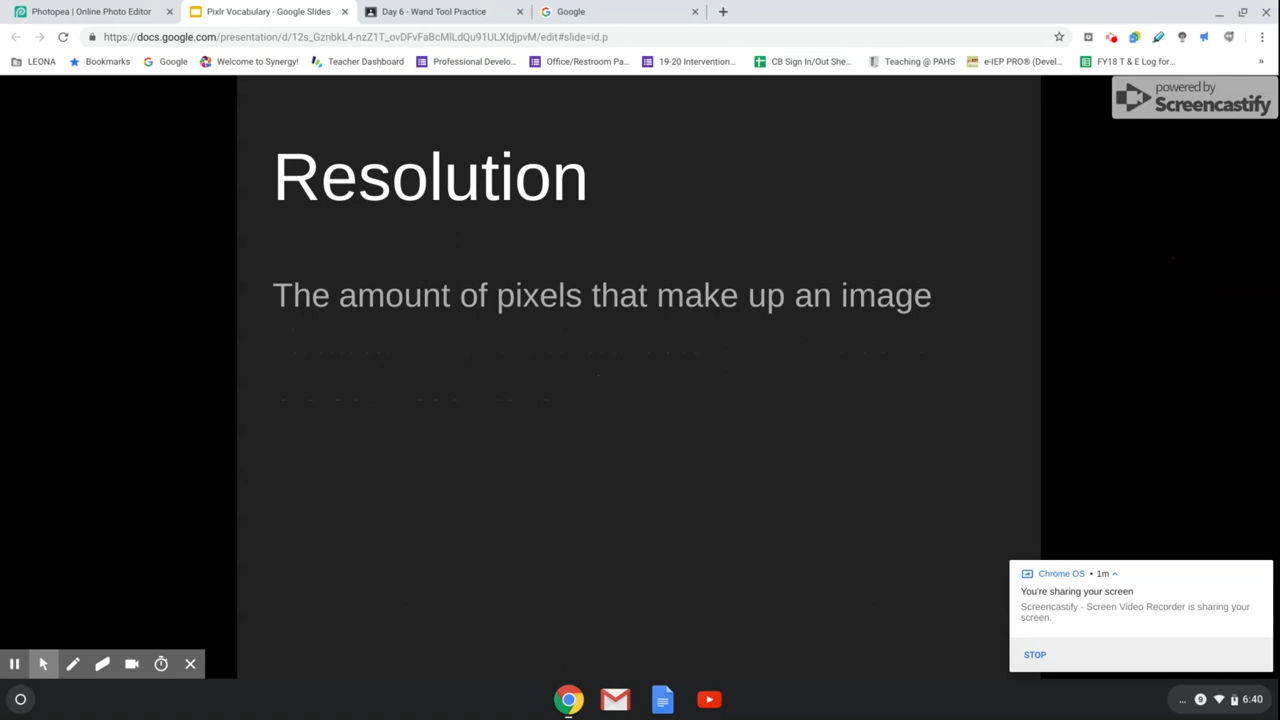 Photopea | Online Photo Editor
Pixlr Vocabulary - Google Slides
Day 6 - Wand Tool Practice
Google
https://docs.google.com/presentation/d/12s_GznbkL4-nzZ1T_ovDFvFaBcMlLdQu91ULXIdjpvM/edit#slide=id.p
LEONA
Bookmarks
Google
Welcome to Synergy!
Teacher Dashboard
Professional Develo...
Office/Restroom Pa...
19-20 Intervention...
CB Sign In/Out She...
Teaching @ PAHS
e-IEP PRO® (Devel...
FY18 T & E Log for...
»
powered by
Screencastify
Resolution
The amount of pixels that make up an image
Chrome OS • 1m
You're sharing your screen
Screencastify - Screen Video Recorder is sharing your
screen.
STOP
... 9 6:40